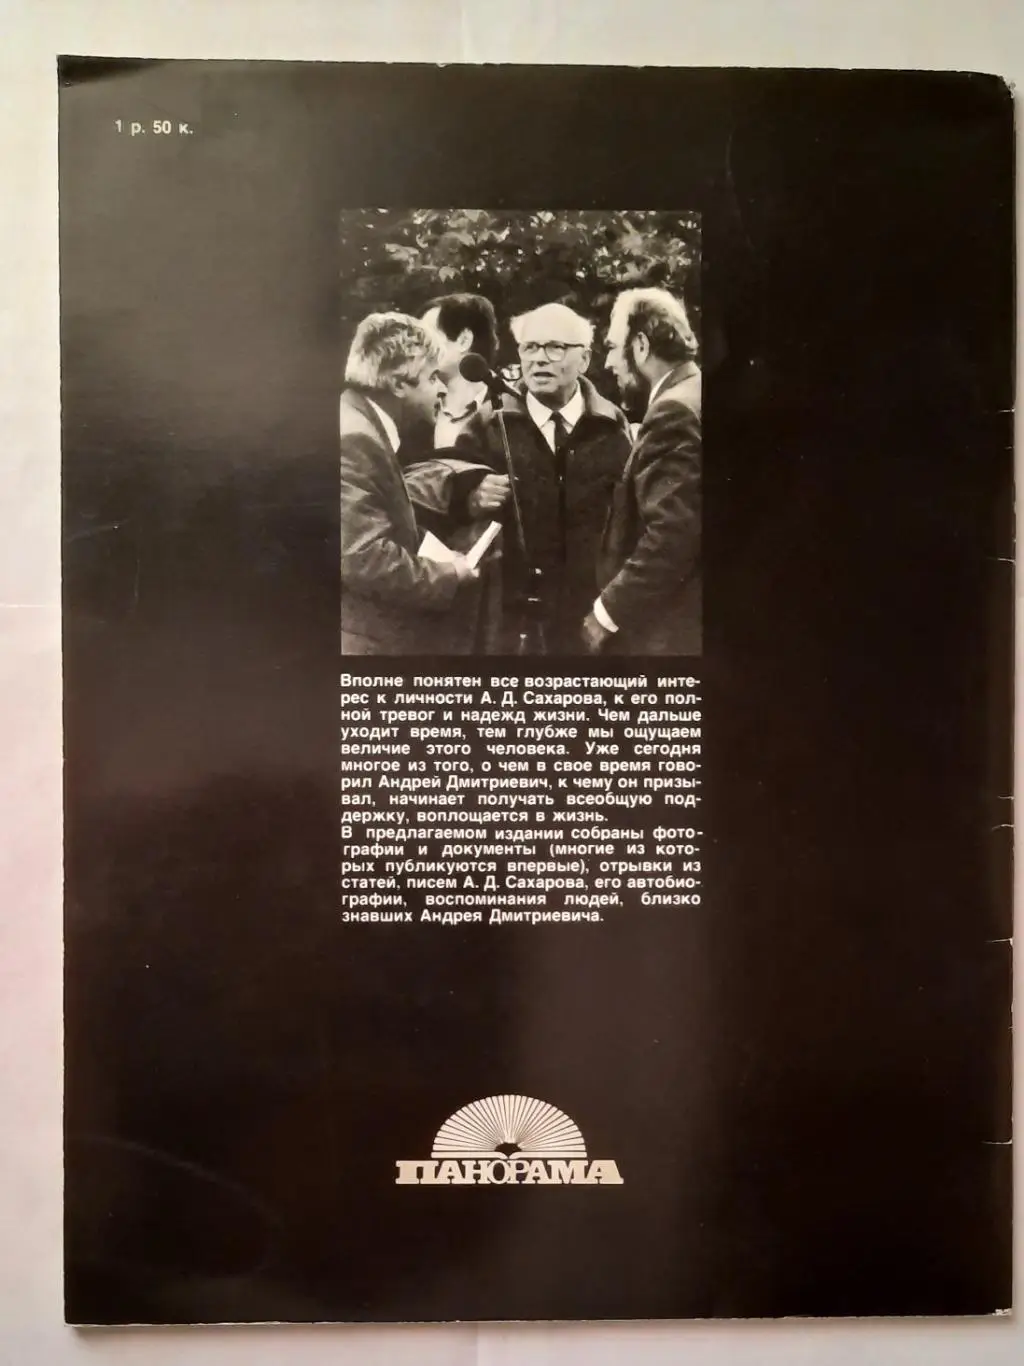 1 р. 50 к.
Вполне понятен все возрастающий инте-
рес к личности А. Д. Сахарова, к его пол-
ной тревог и надежд жизни. Чем дальше
уходит время, тем глубже мы ощущаем
величие этого человека. Уже сегодня
многое из того, о чем в свое время гово-
рил Андрей Дмитриевич, к чему он призы-
вал, начинает получать всеобщую под-
держку, воплощается в жизнь.
В предлагаемом издании собраны фото-
графии и документы (многие из кото-
рых публикуются впервые), отрывки из
статей, писем А. Д. Сахарова, его автобио-
графии, воспоминания людей, близко
знавших Андрея Дмитриевича.
ПАНОРАМА